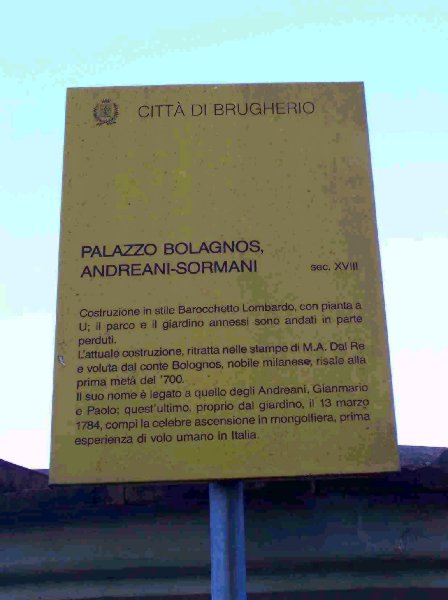 CITTÀ DI BRUGHERIO
PALAZZO BOLAGNOS,
ANDREANI-SORMANI sec. XVIII
Costruzione in stile Barocchetto Lombardo, con pianta a
U; il parco e il giardino annessi sono andati in parte
perduti.
L'attuale costruzione, ritratta nelle stampe di M.A. Dal Re
e voluta dal conte Bolognos, nobile milanese, risale alla
prima metà del '700.
Il suo nome è legato a quello degli Andreani, Gianmario
e Paolo: quest'ultimo, proprio dal giardino, il 13 marzo
1784, compì la celebre ascensione in mongolfiera, prima
esperienza di volo umano in Italia.